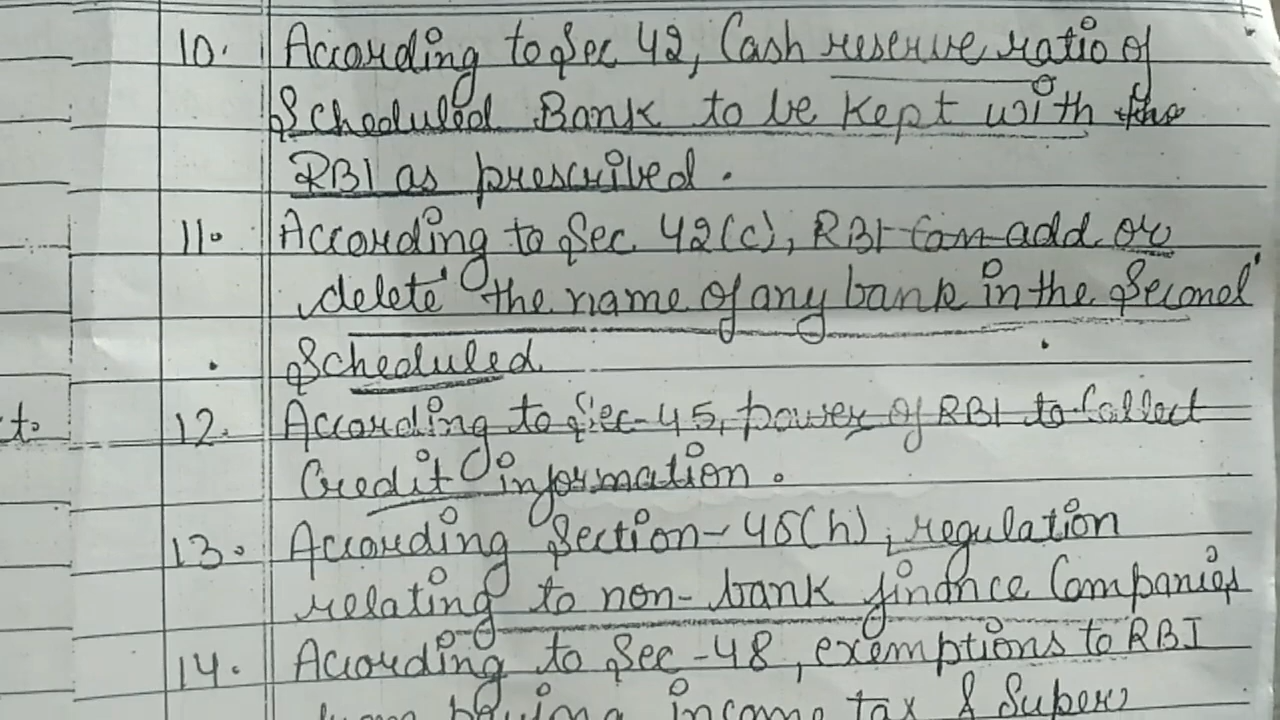 10. According to Sec 42, Cash reserve ratio of
Scheduled Bank to be kept with the
RBI as prescribed.
11. According to Sec. 42(c), RBI can add or
delete the name of any bank in the Second
Scheduled
t.
12. According to Sec-45, power of RBI to Collect
Credit information.
13. According Section-45(h), regulation
relating to non-bank finance Companies
14. According to Sec-48, exemptions to RBI
income tax & Super